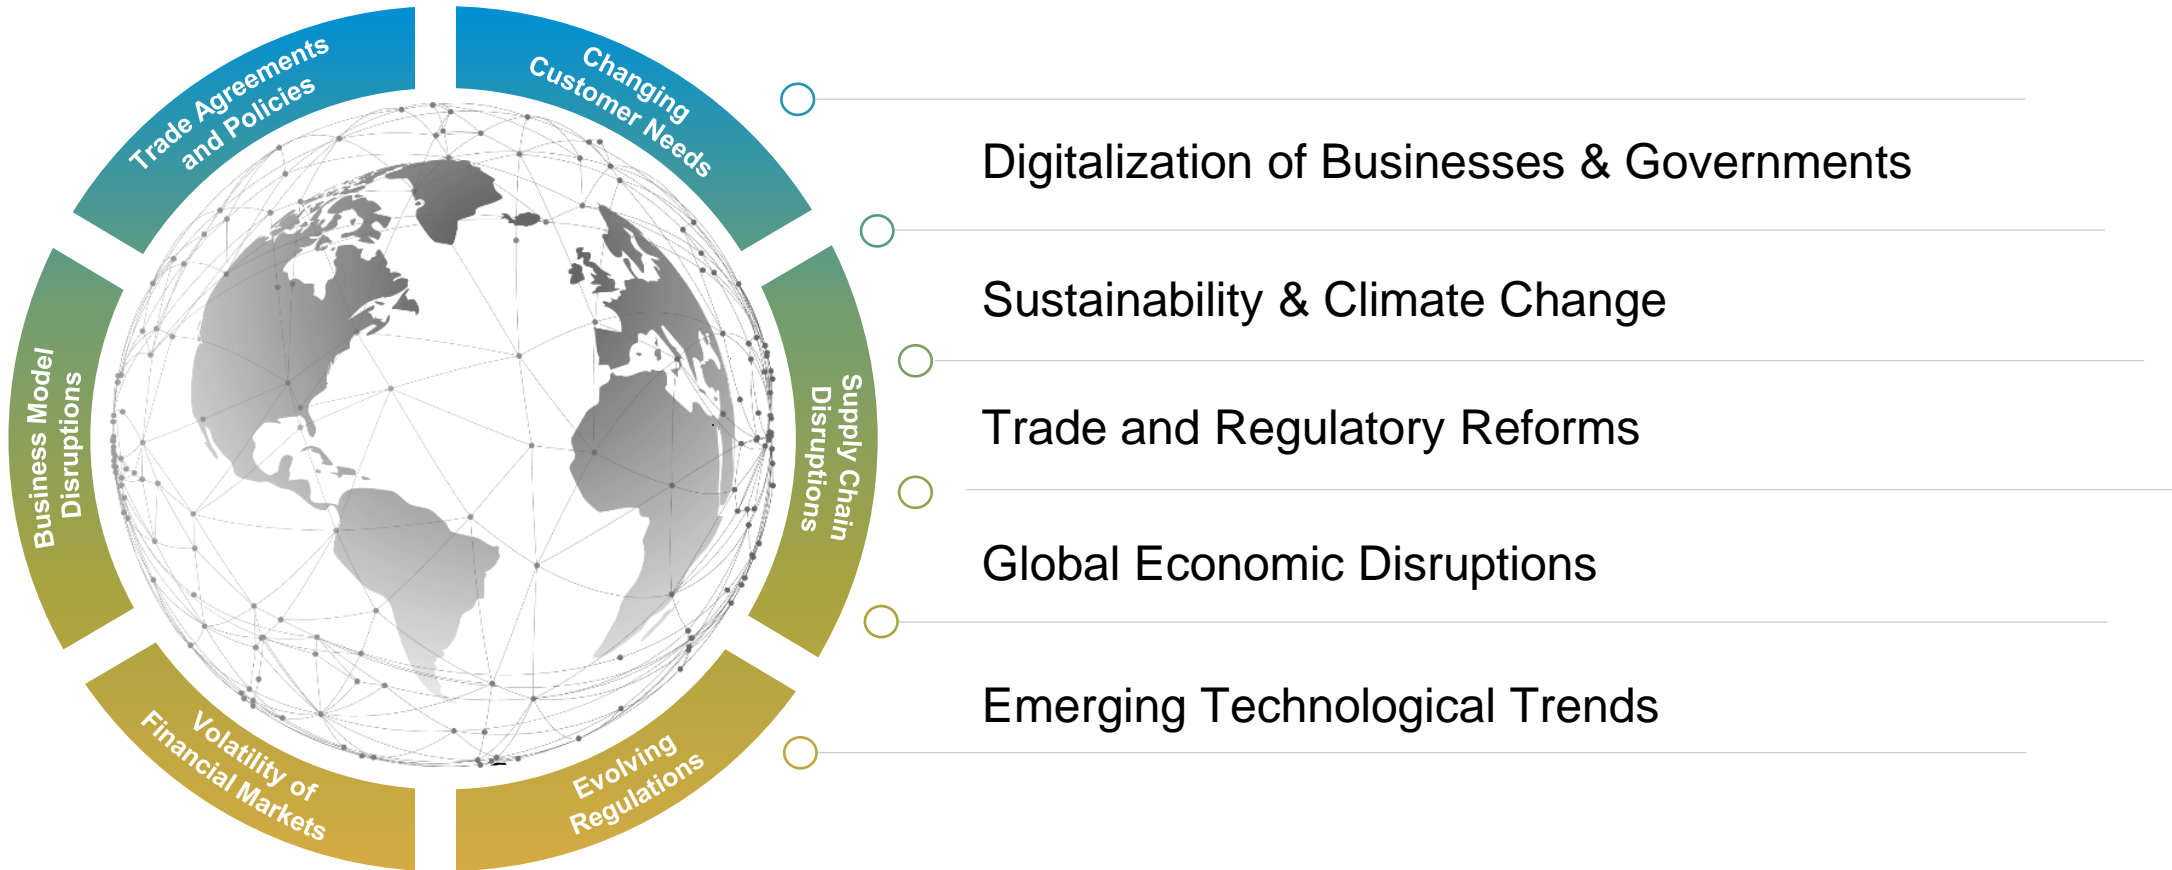 Trade Agreements
and Policies
Changing
Customer Needs
Business Model
Disruptions
Supply Chain
Disruptions
Volatility of
Financial Markets
Evolving
Regulations
Digitalization of Businesses & Governments
Sustainability & Climate Change
Trade and Regulatory Reforms
Global Economic Disruptions
Emerging Technological Trends